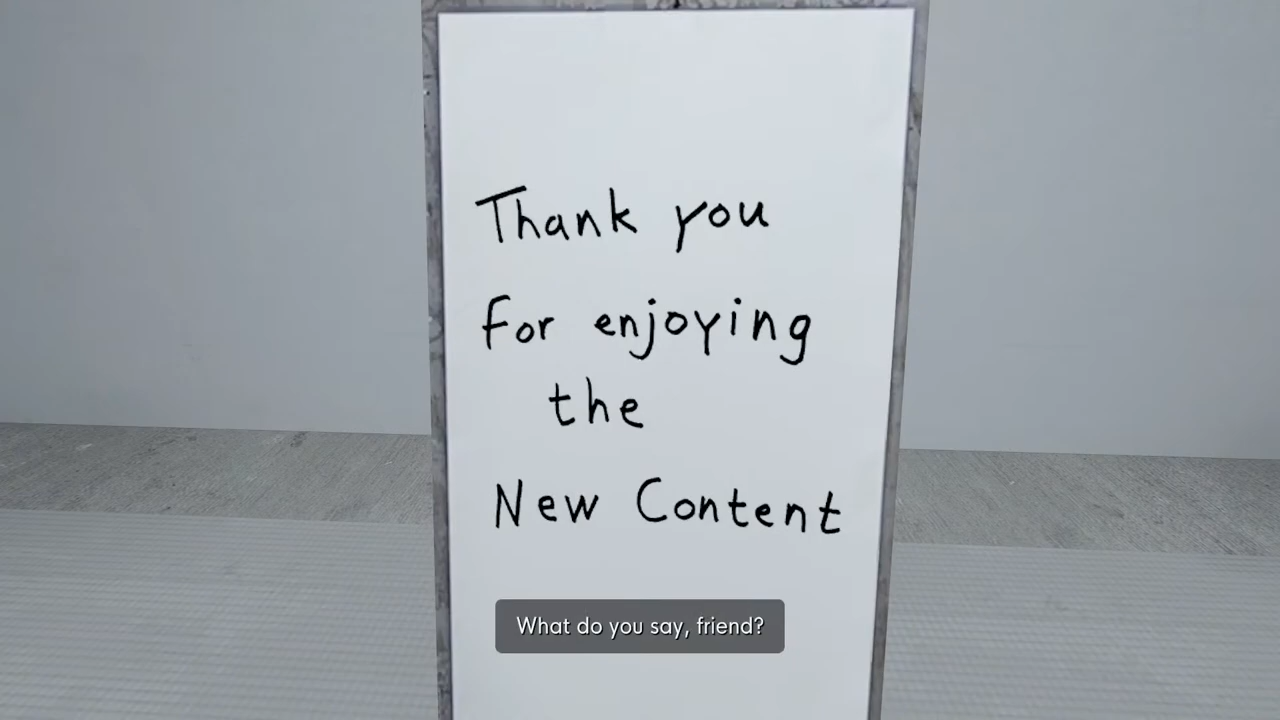 Thank you
for enjoying
the
New Content
What do you say, friend?